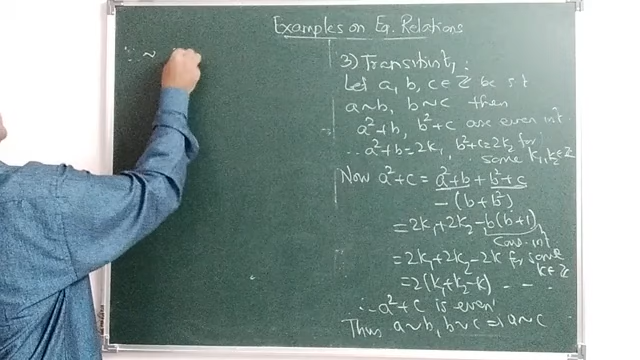 Examples on Eq. Relations
∵ ~
3) Transitivity:
Let a, b, c ∈ ℤ be s.t
a~b, b~c then
a²+b, b²+c are even int.
∴ a²+b=2k₁, b²+c=2k₂ for
some k₁,k₂∈ℤ
Now a²+c = a²+b + b²+c
-(b+b²)
= 2k₁+2k₂-b(b+1)
Con. int
= 2k₁+2k₂-2k for some
k∈ℤ
= 2(k₁+k₂-k) - - -
∴ a²+c is even
Thus a~b, b~c ⇒ a~c